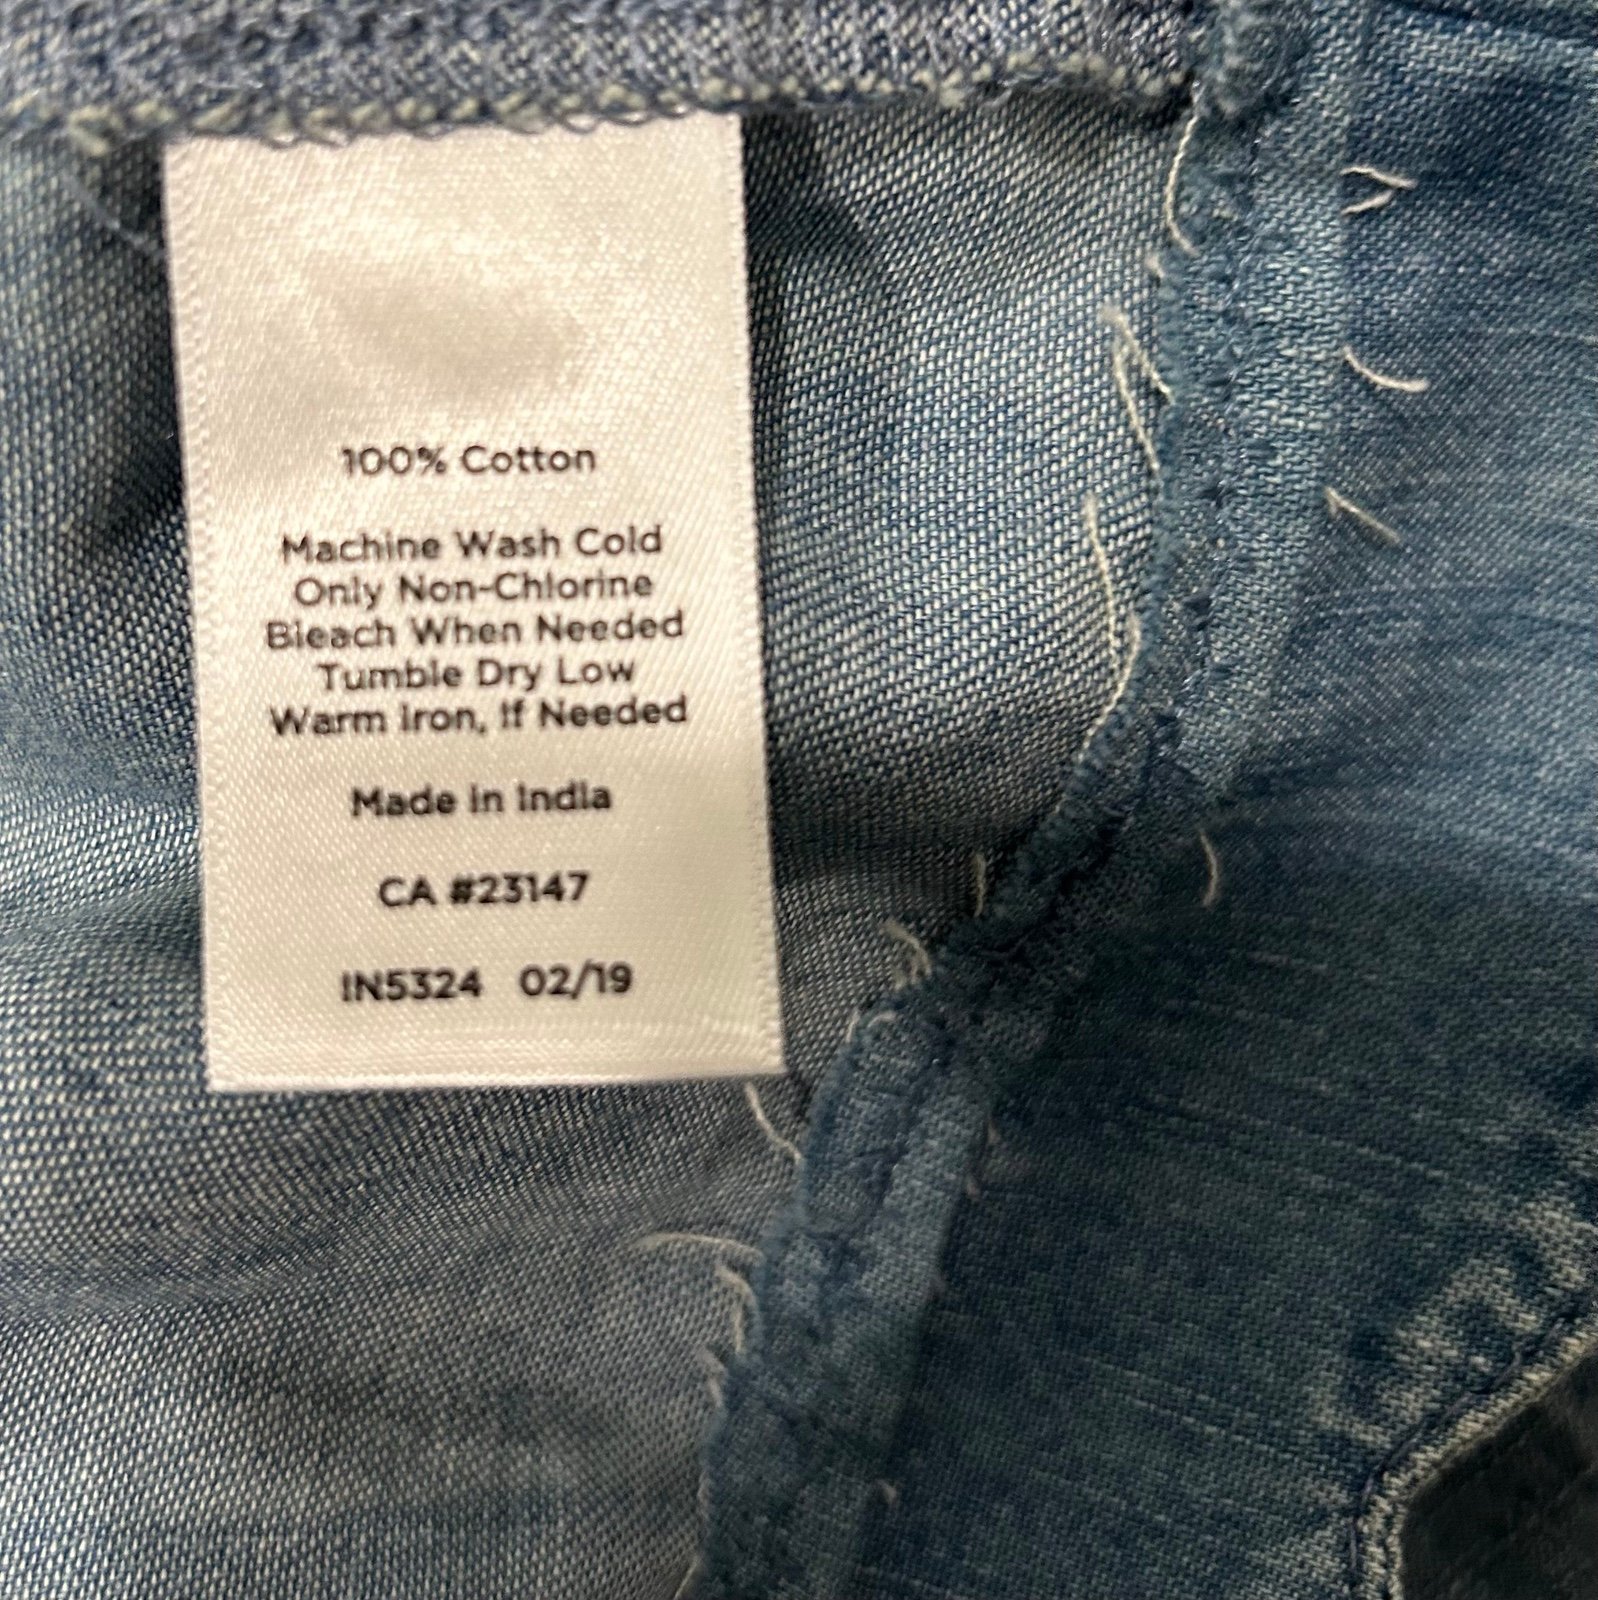 100% Cotton
Machine Wash Cold
Only Non-Chlorine
Bleach When Needed
Tumble Dry Low
Warm Iron, If Needed
Made in India
CA #23147
IN5324 02/19